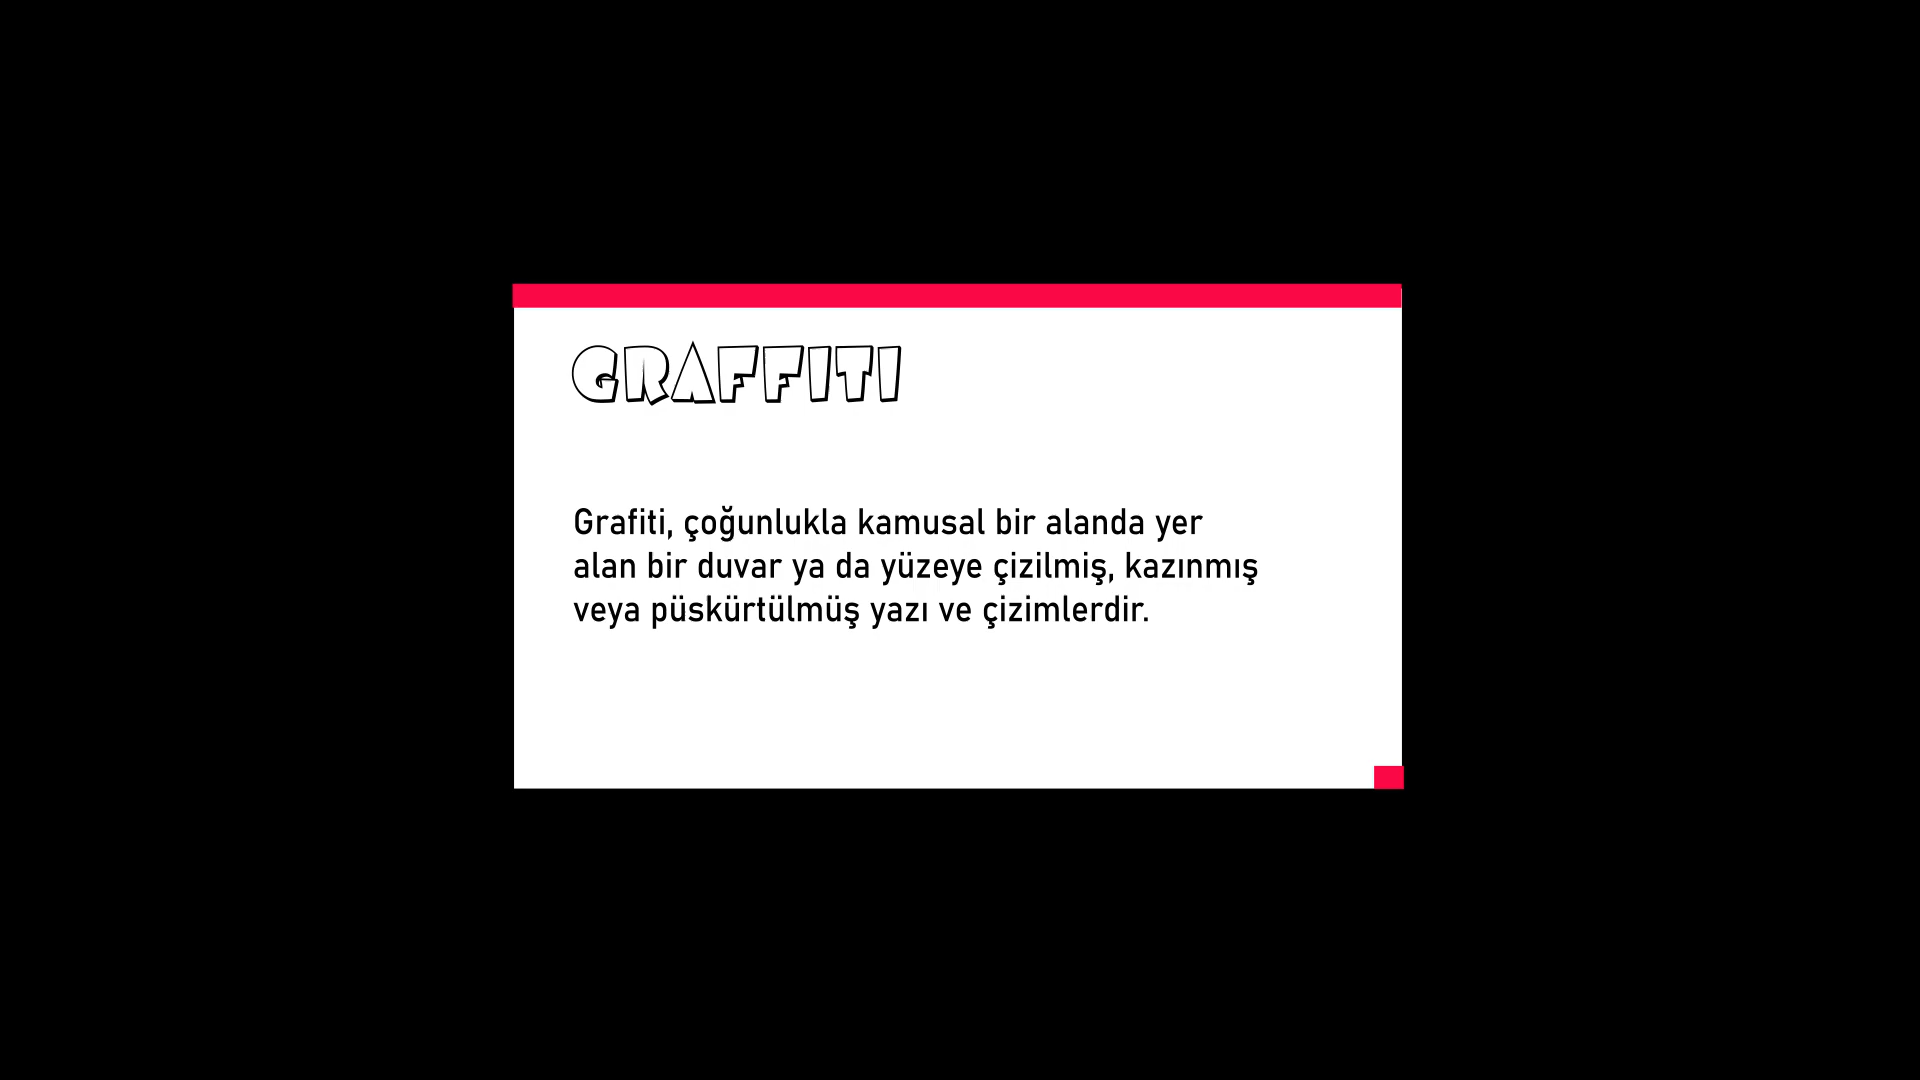 GRAFFITI
Grafiti, çoğunlukla kamusal bir alanda yer
alan bir duvar ya da yüzeye çizilmiş, kazınmış
veya püskürtülmüş yazı ve çizimlerdir.